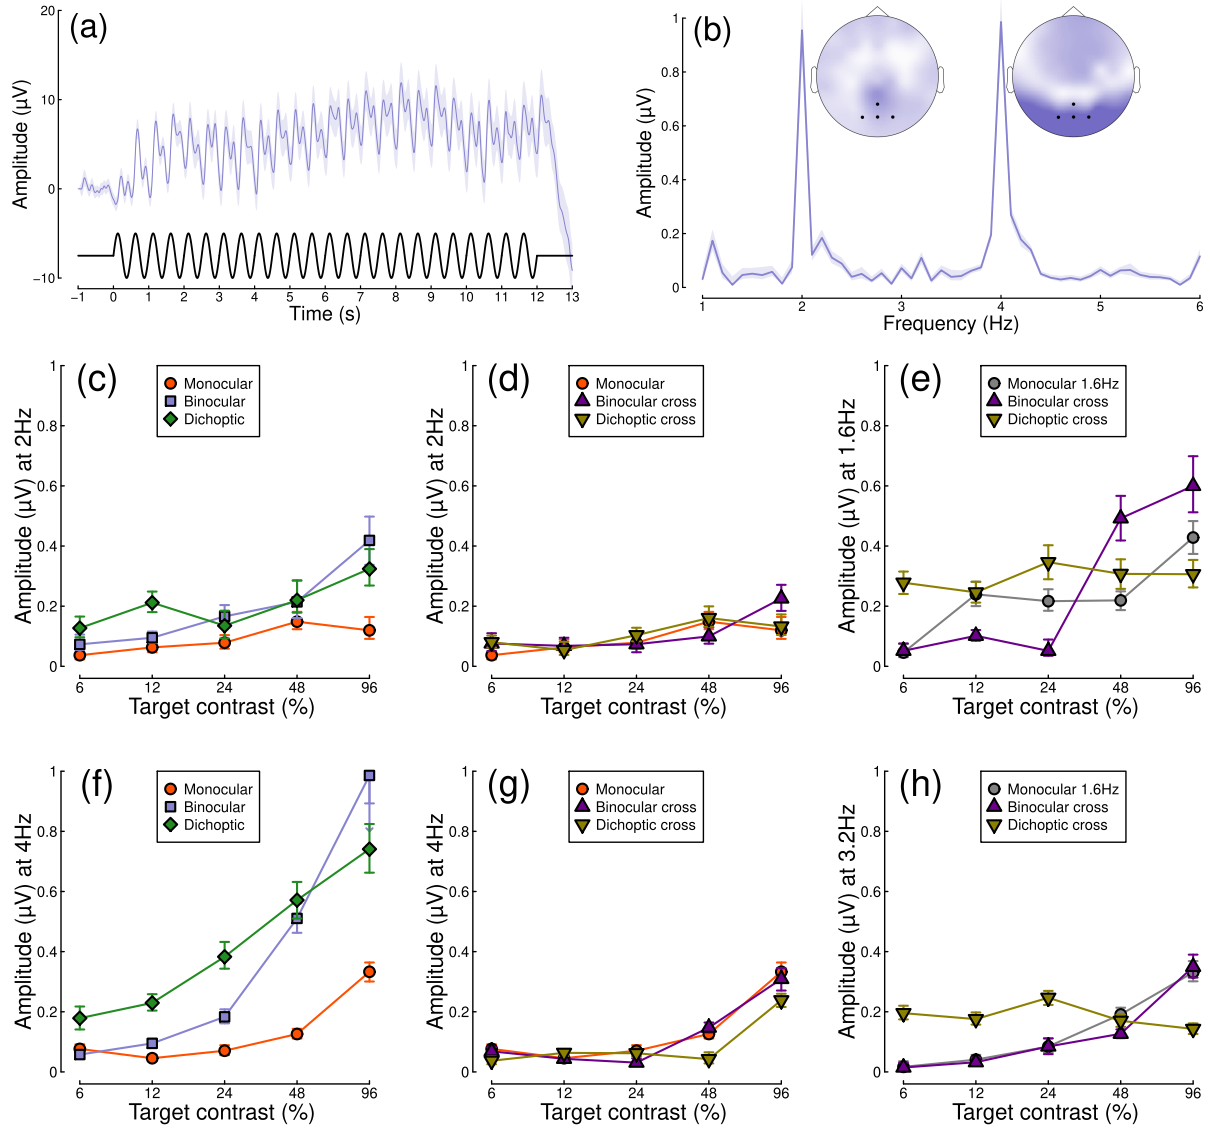 (a)
Amplitude (µV)
20
10
0
−10
−1 0 1 2 3 4 5 6 7 8 9 10 11 12 13
Time (s)
(b)
Amplitude (µV)
1
0.8
0.6
0.4
0.2
0
1 2 3 4 5 6
Frequency (Hz)
(c)
Monocular
Binocular
Dichoptic
Amplitude (µV) at 2Hz
1
0.8
0.6
0.4
0.2
0
6 12 24 48 96
Target contrast (%)
(d)
Monocular
Binocular cross
Dichoptic cross
Amplitude (µV) at 2Hz
1
0.8
0.6
0.4
0.2
0
6 12 24 48 96
Target contrast (%)
(e)
Monocular 1.6Hz
Binocular cross
Dichoptic cross
Amplitude (µV) at 1.6Hz
1
0.8
0.6
0.4
0.2
0
6 12 24 48 96
Target contrast (%)
(f)
Monocular
Binocular
Dichoptic
Amplitude (µV) at 4Hz
1
0.8
0.6
0.4
0.2
0
6 12 24 48 96
Target contrast (%)
(g)
Monocular
Binocular cross
Dichoptic cross
Amplitude (µV) at 4Hz
1
0.8
0.6
0.4
0.2
0
6 12 24 48 96
Target contrast (%)
(h)
Monocular 1.6Hz
Binocular cross
Dichoptic cross
Amplitude (µV) at 3.2Hz
1
0.8
0.6
0.4
0.2
0
6 12 24 48 96
Target contrast (%)